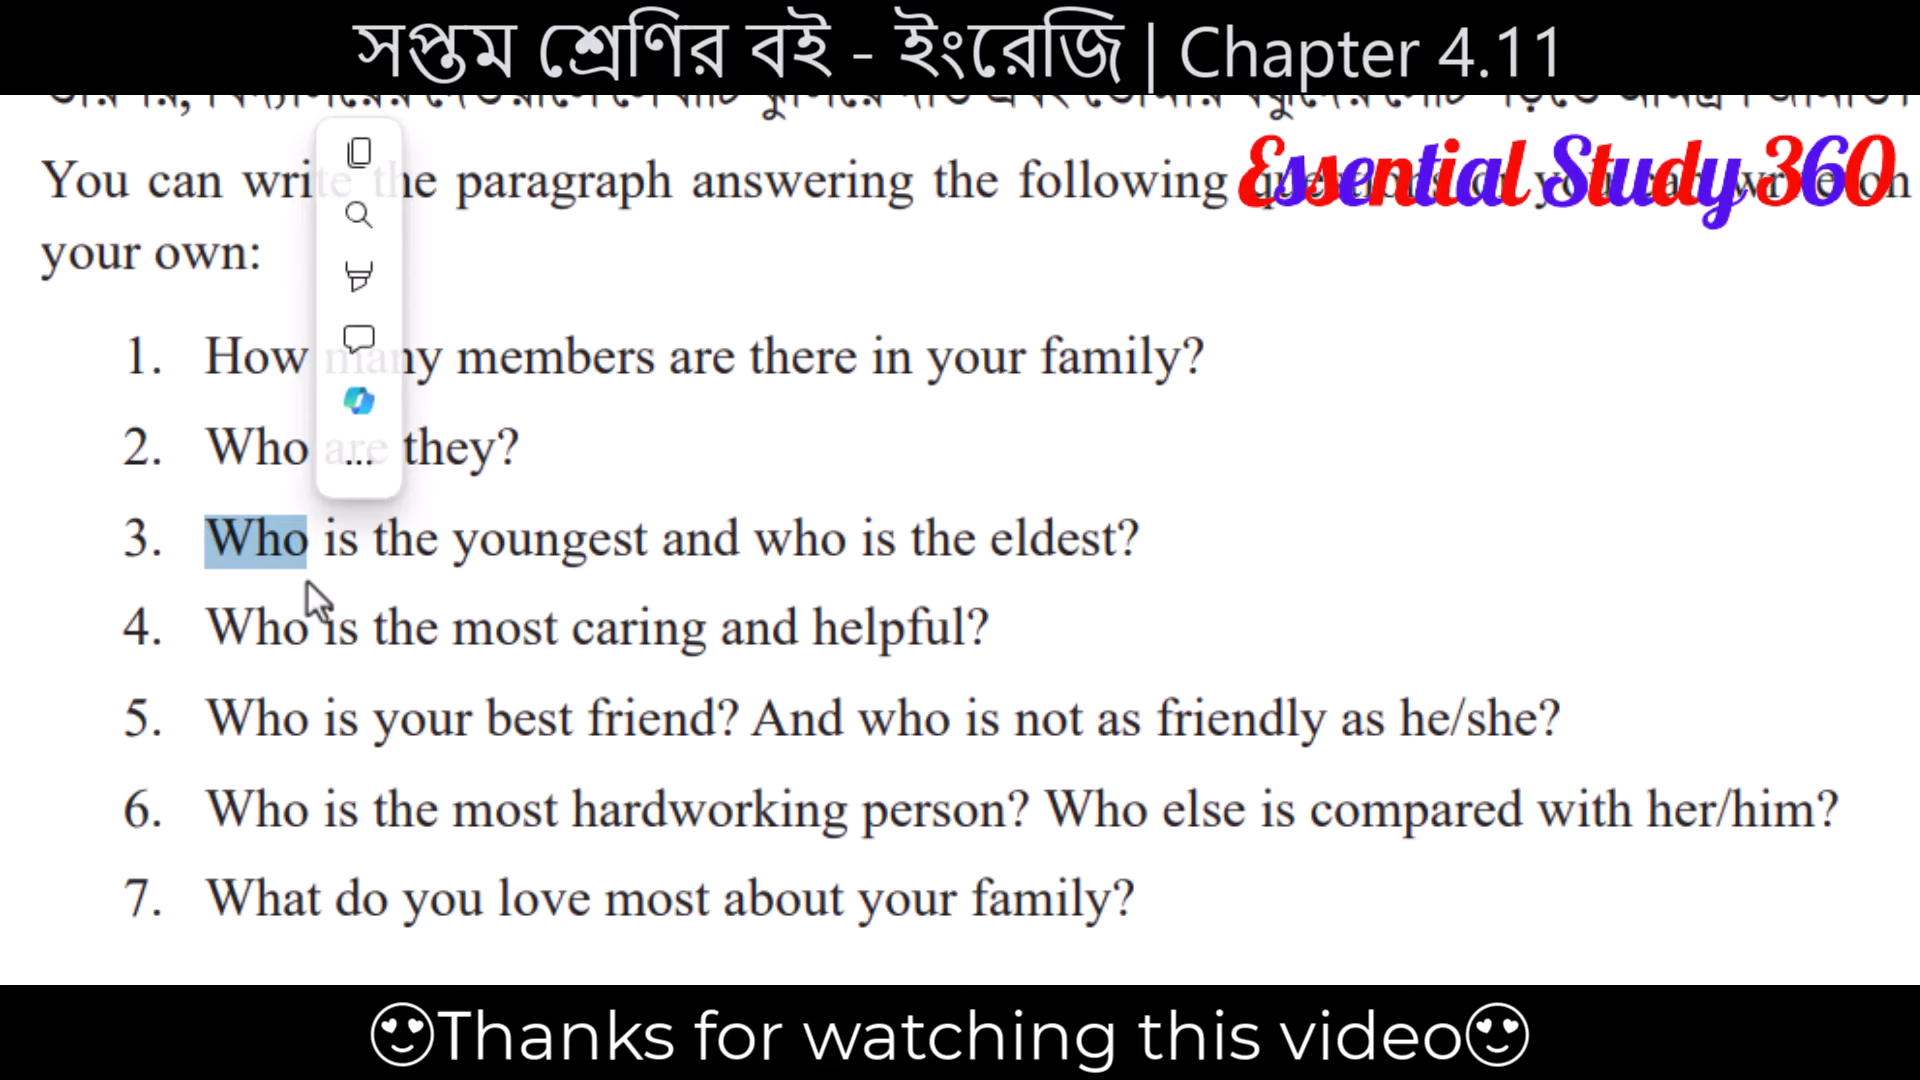 সপ্তম শ্রেণির বই - ইংরেজি | Chapter 4.11
Essential Study 360
You can write the paragraph answering the following questions or you can write on
your own:
1. How many members are there in your family?
2. Who are they?
3. Who is the youngest and who is the eldest?
4. Who is the most caring and helpful?
5. Who is your best friend? And who is not as friendly as he/she?
6. Who is the most hardworking person? Who else is compared with her/him?
7. What do you love most about your family?
Thanks for watching this video